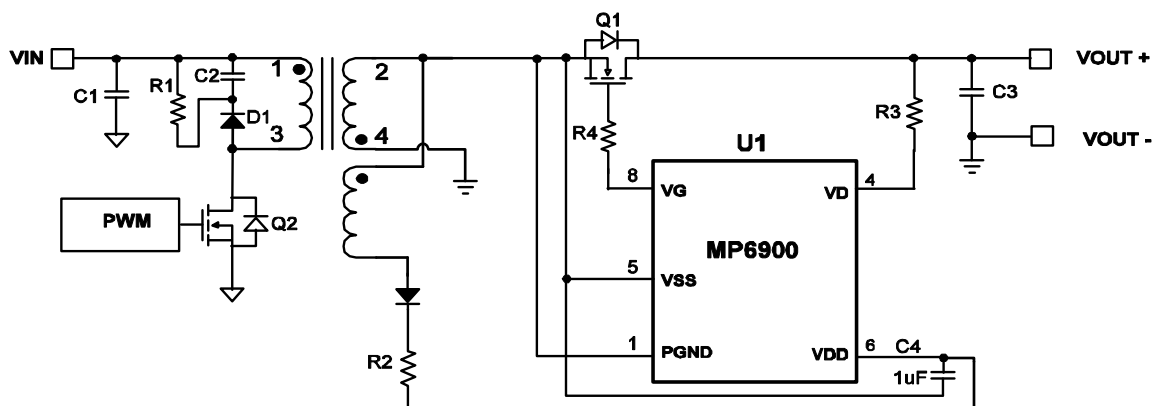 Q1
VIN
VOUT +
C1
R1
C2
1
2
D1
3
4
R4
R3
C3
VOUT -
U1
8
VG
VD
4
PWM
Q2
MP6900
5
VSS
1
PGND
VDD
6
C4
1uF
R2